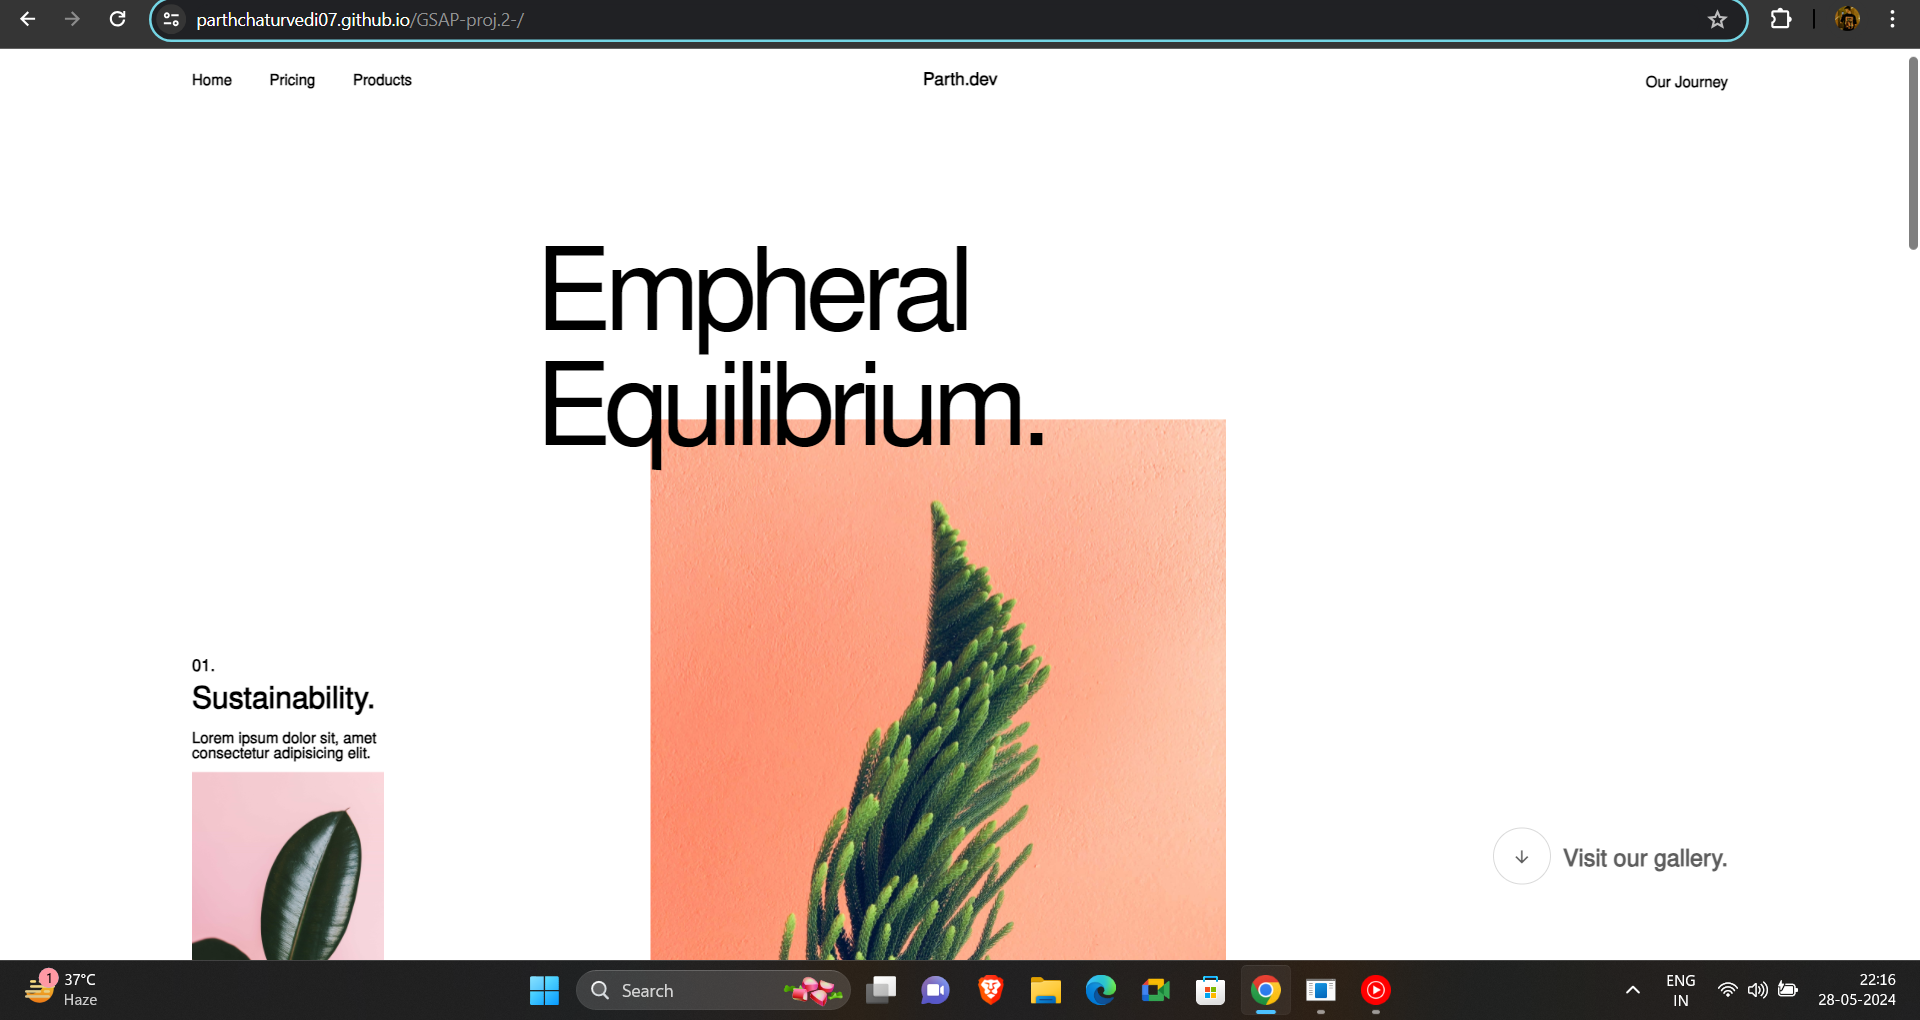 parthchaturvedi07.github.io/GSAP-proj.2-/
Home Pricing Products Parth.dev Our Journey
Empheral
Equilibrium.
01.
Sustainability.
Lorem ipsum dolor sit, amet
consectetur adipisicing elit.
Visit our gallery.
1
37°C
Haze
Search
ENG
IN
22:16
28-05-2024